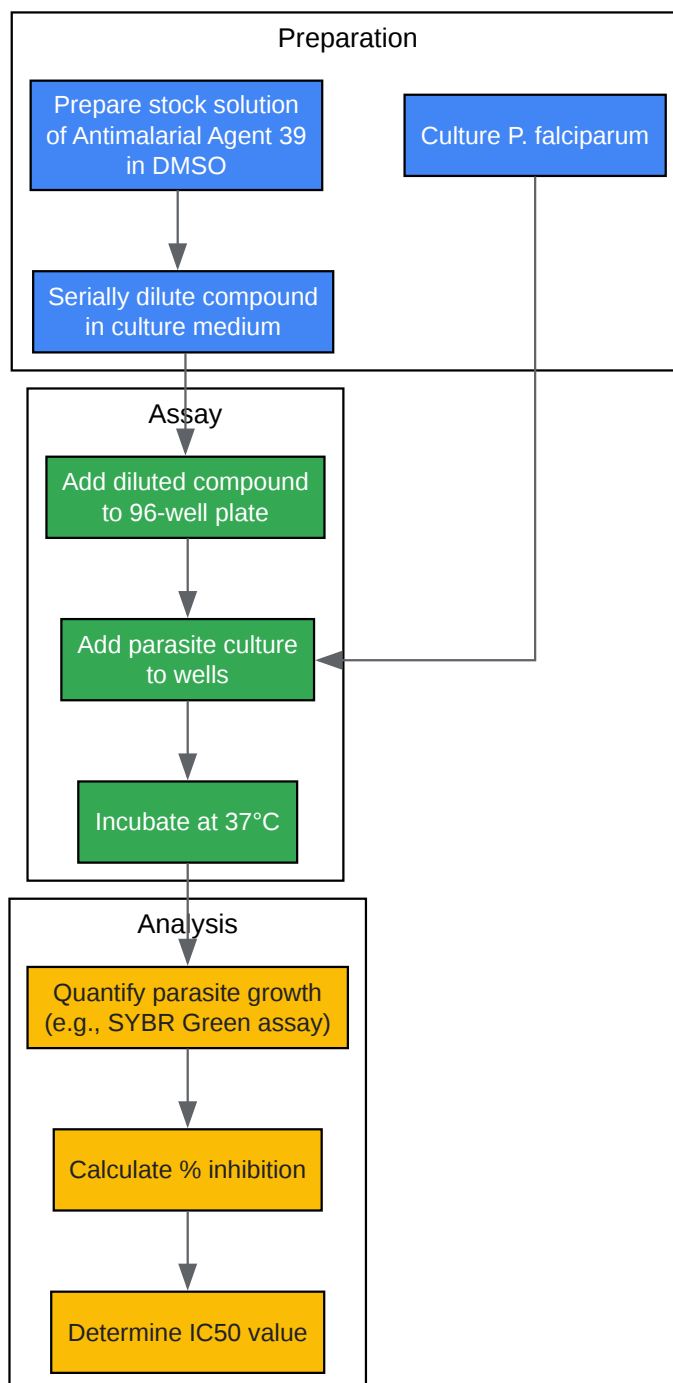 Preparation
Prepare stock solution
of Antimalarial Agent 39
in DMSO
Culture P. falciparum
Serially dilute compound
in culture medium
Assay
Add diluted compound
to 96-well plate
Add parasite culture
to wells
Incubate at 37°C
Analysis
Quantify parasite growth
(e.g., SYBR Green assay)
Calculate % inhibition
Determine IC50 value